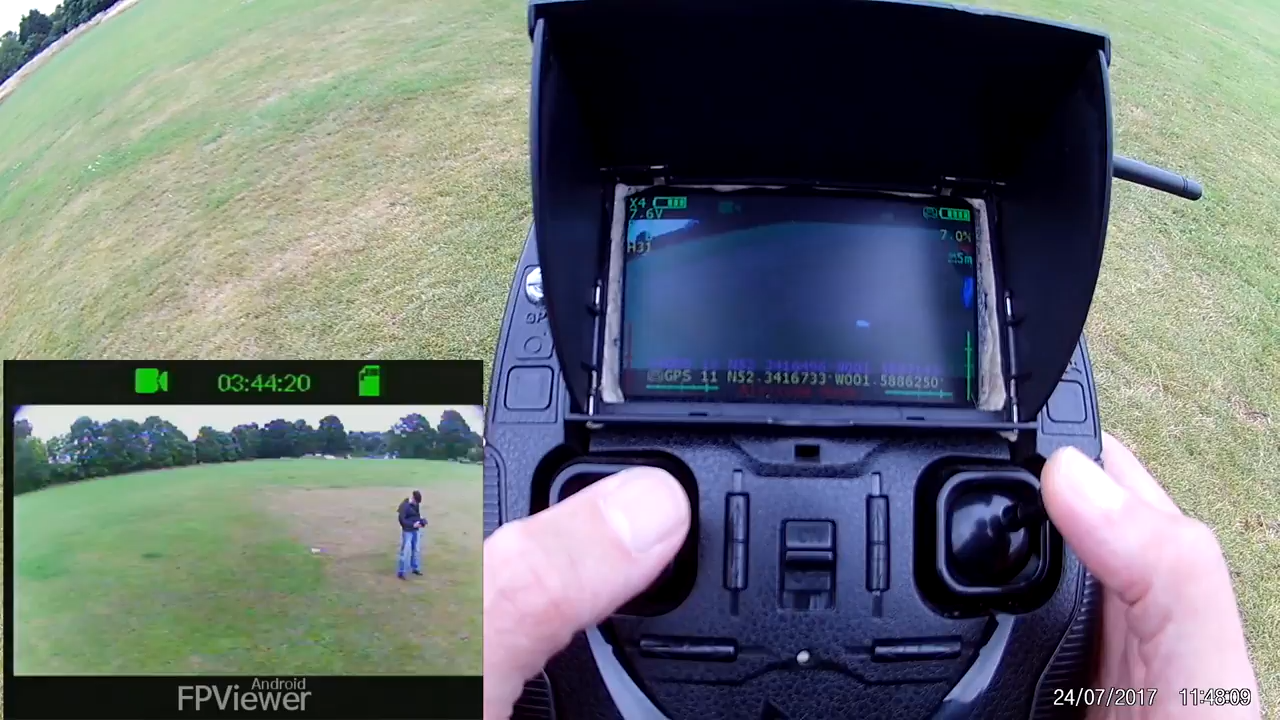 X4
7.6V
H31
7.0%
GPS 11 N52.3416733 W001.5886250
03:44:20
Android
FPViewer
24/07/2017 11:48:09